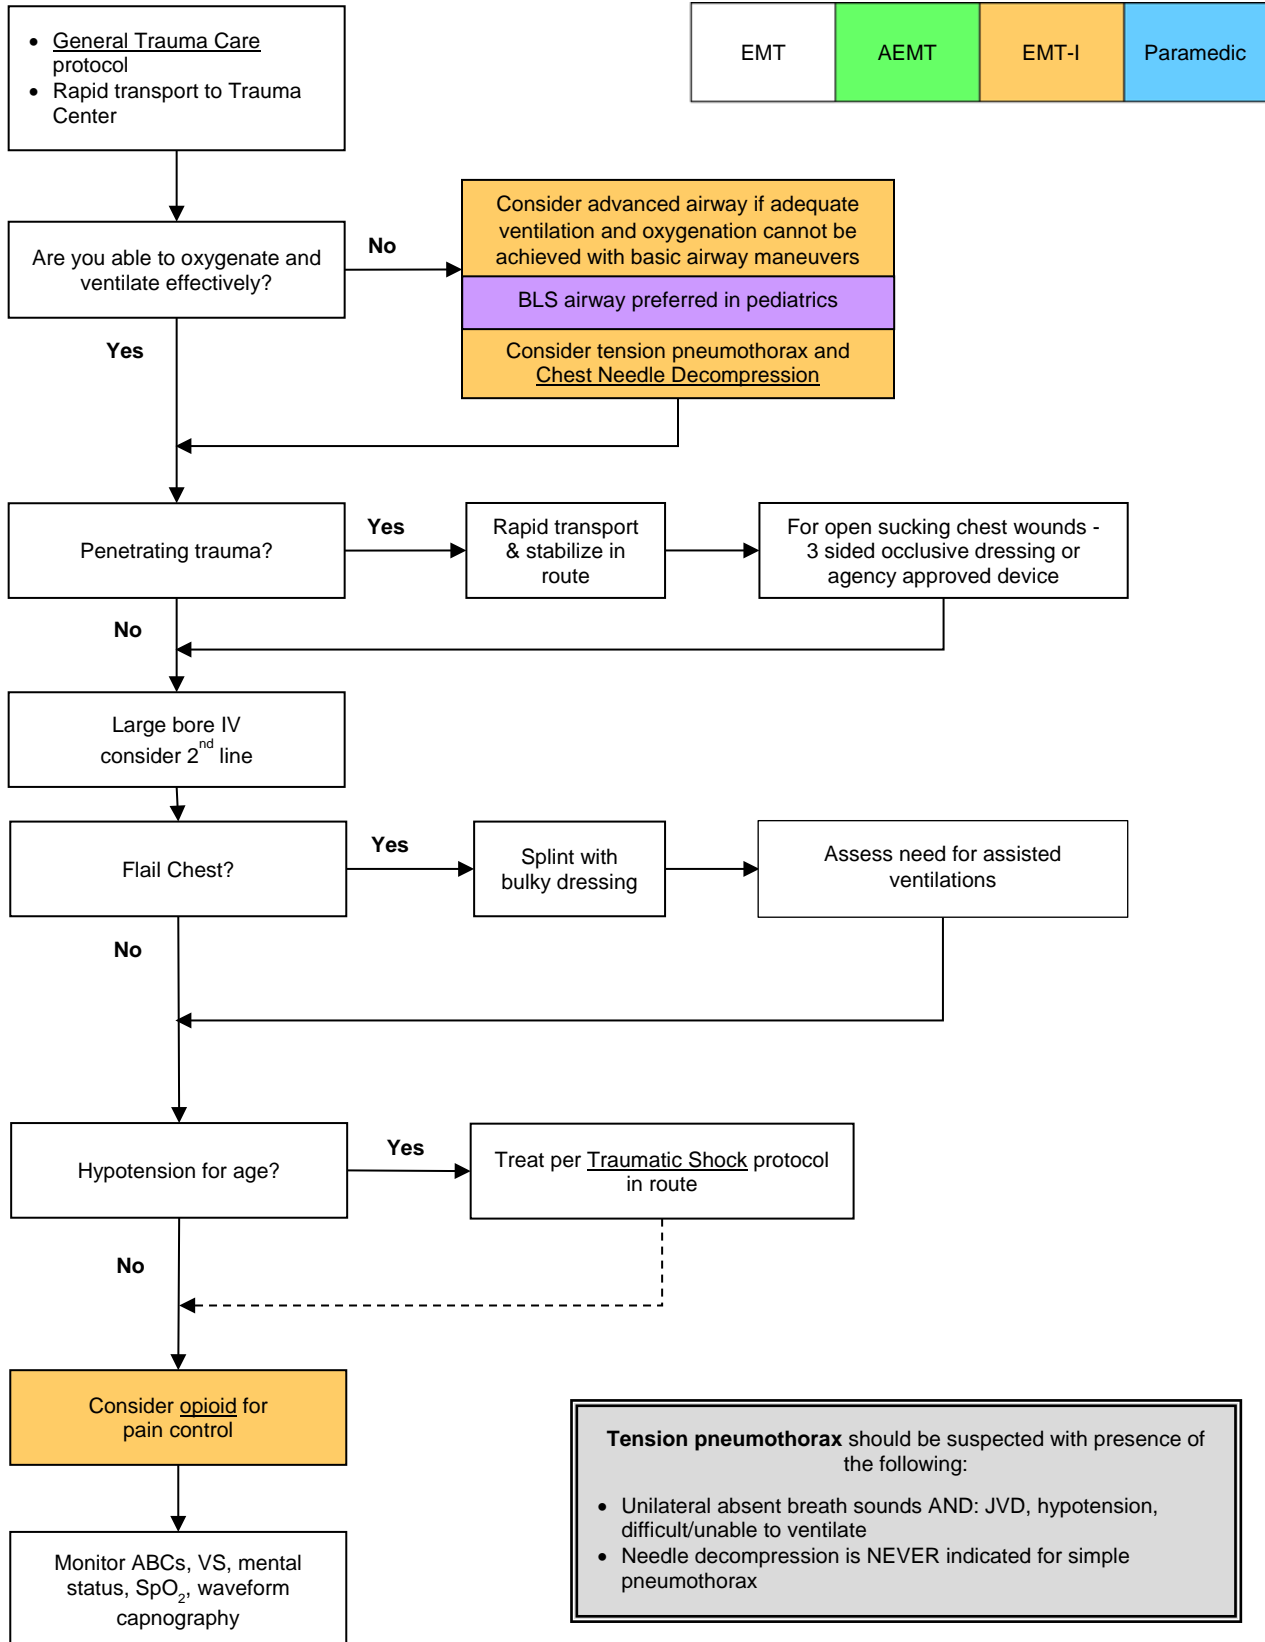 • General Trauma Care
protocol
• Rapid transport to Trauma
Center
EMT
AEMT
EMT-I
Paramedic
Are you able to oxygenate and
ventilate effectively?
No
Consider advanced airway if adequate
ventilation and oxygenation cannot be
achieved with basic airway maneuvers
BLS airway preferred in pediatrics
Consider tension pneumothorax and
Chest Needle Decompression
Yes
Penetrating trauma?
Yes
Rapid transport
& stabilize in
route
For open sucking chest wounds -
3 sided occlusive dressing or
agency approved device
No
Large bore IV
consider 2nd line
Flail Chest?
Yes
Splint with
bulky dressing
Assess need for assisted
ventilations
No
Hypotension for age?
Yes
Treat per Traumatic Shock protocol
in route
No
Consider opioid for
pain control
Monitor ABCs, VS, mental
status, SpO2, waveform
capnography
Tension pneumothorax should be suspected with presence of
the following:
• Unilateral absent breath sounds AND: JVD, hypotension,
difficult/unable to ventilate
• Needle decompression is NEVER indicated for simple
pneumothorax